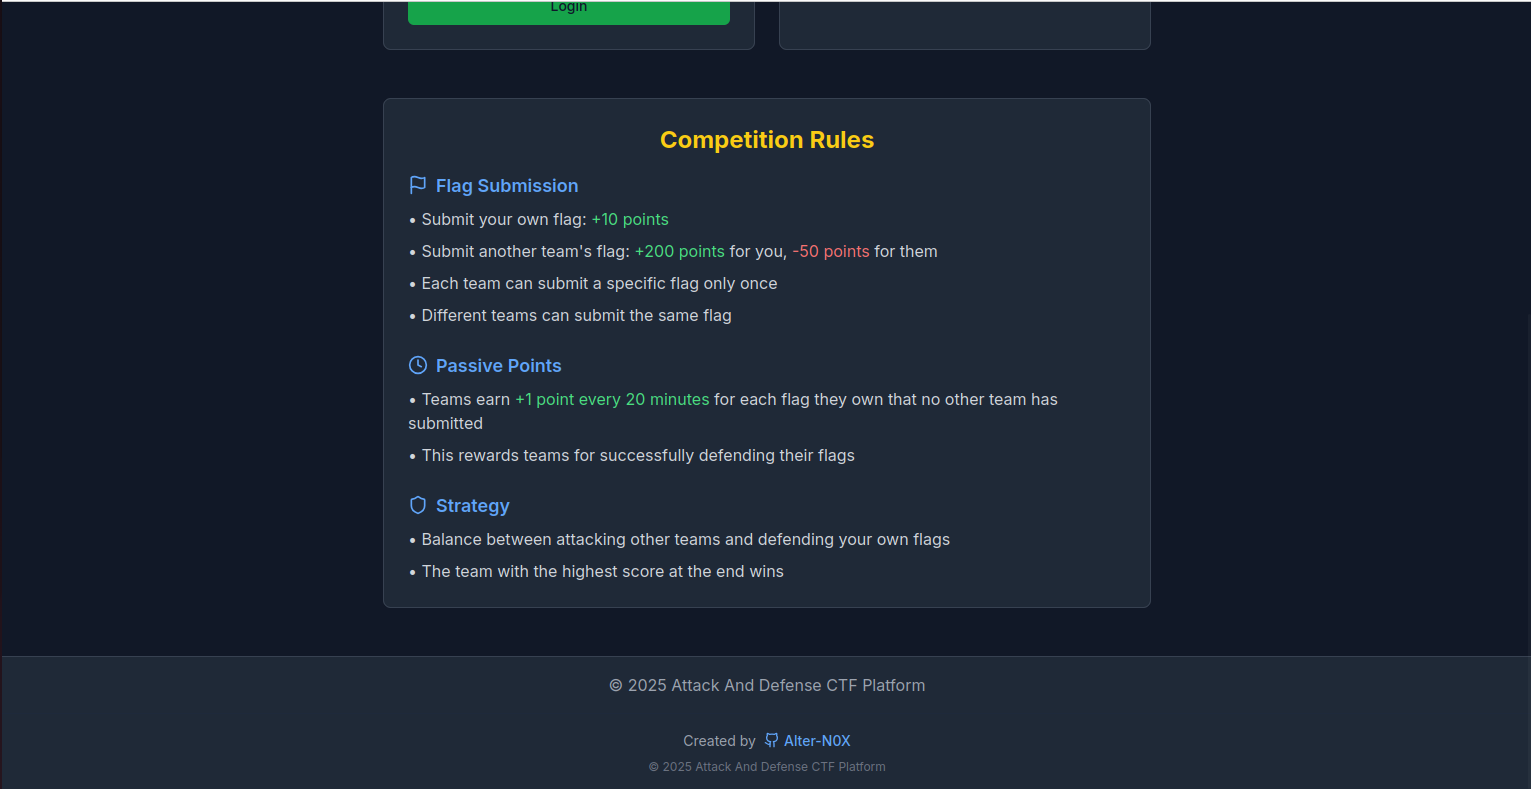 Login
Competition Rules
Flag Submission
• Submit your own flag: +10 points
• Submit another team's flag: +200 points for you, -50 points for them
• Each team can submit a specific flag only once
• Different teams can submit the same flag
Passive Points
• Teams earn +1 point every 20 minutes for each flag they own that no other team has
submitted
• This rewards teams for successfully defending their flags
Strategy
• Balance between attacking other teams and defending your own flags
• The team with the highest score at the end wins
© 2025 Attack And Defense CTF Platform
Created by Alter-N0X
© 2025 Attack And Defense CTF Platform